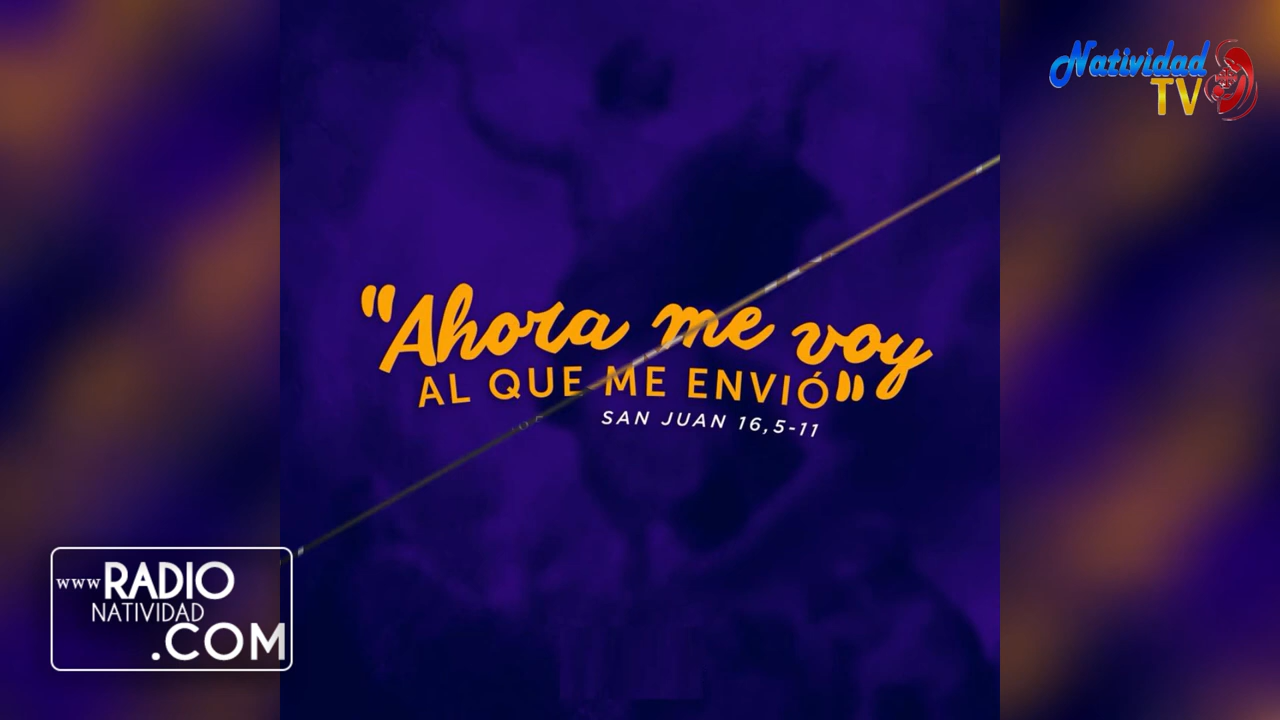 Natividad
TV
"Ahora me voy
AL QUE ME ENVIÓ"
SAN JUAN 16,5-11
www RADIO
NATIVIDAD
.COM